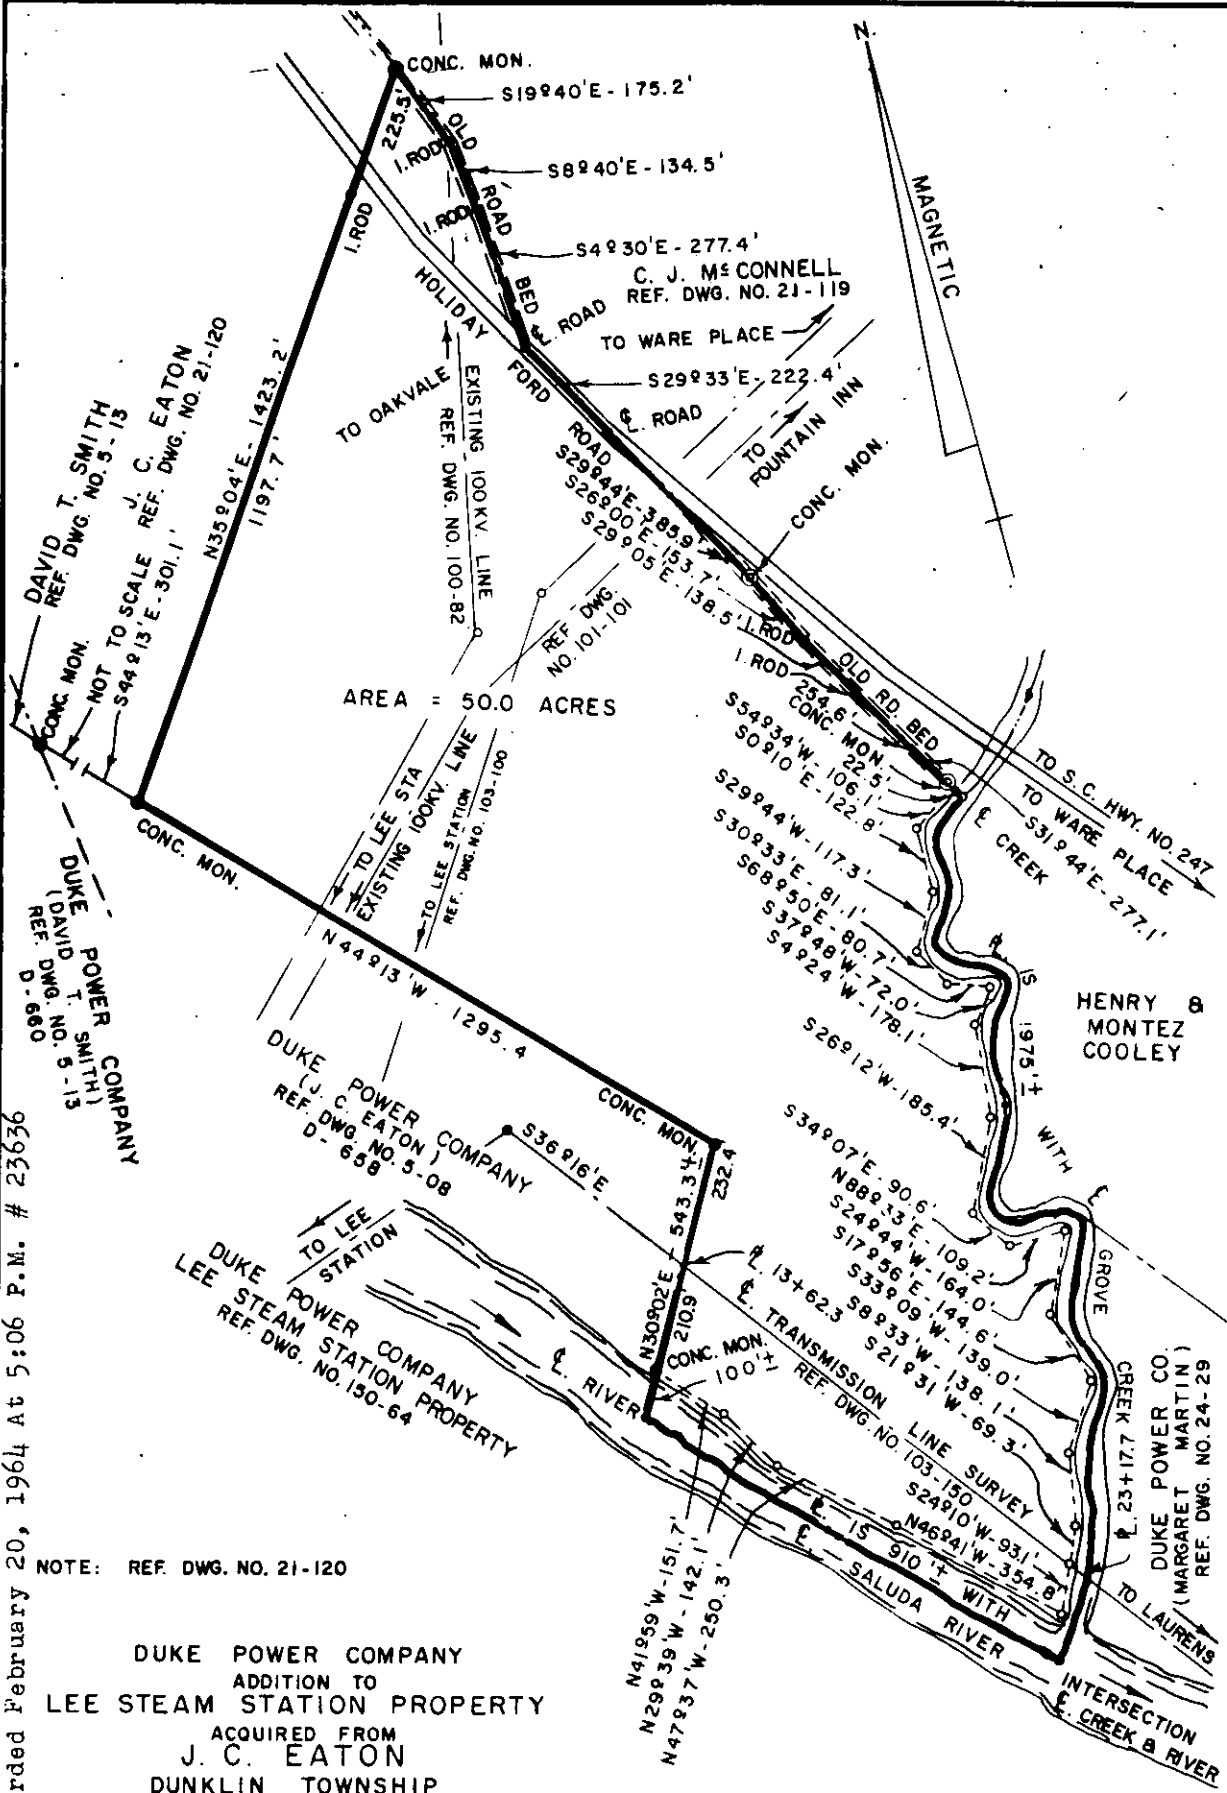 N.
MAGNETIC
CONC. MON.
S19°40'E - 175.2'
225.5'
OLD
ROAD
BED
I. ROD
S8°40'E - 134.5'
I. ROD
I. ROD
S4°30'E - 277.4'
C. J. McCONNELL
REF. DWG. NO. 21-119
℄ ROAD
TO WARE PLACE
HOLIDAY
FORD
ROAD
S29°33'E - 222.4'
℄ ROAD
TO
FOUNTAIN INN
CONC. MON.
TO OAKVALE
EXISTING 100KV. LINE
REF. DWG. NO. 100-82
DAVID T. SMITH
REF. DWG. NO. 5-13
J. C. EATON
REF. DWG. NO. 21-120
N35°04'E - 1423.2'
1197.7'
CONC. MON.
NOT TO SCALE
S44°13'E - 301.1'
S29°44'E - 385.9'
S26°00'E - 153.7'
S29°05'E - 138.5'
I. ROD
I. ROD
OLD RD. BED
254.6'
CONC. MON.
22.5'
REF. DWG.
NO. 101-101
AREA = 50.0 ACRES
TO S. C. HWY. NO. 247
TO WARE PLACE
S31°44'E - 277.1'
℄ CREEK
S54°34'W - 106.1'
S0°10'E - 122.8'
S29°44'W - 117.3'
S30°33'E - 81.1'
S68°50'E - 80.7'
S37°48'W - 72.0'
S4°24'W - 178.1'
S26°12'W - 185.4'
CONC. MON.
TO LEE STA
EXISTING 100KV. LINE
TO LEE STATION
REF. DWG. NO. 103-100
N 44°13'W - 1295.4
CONC. MON.
DUKE POWER COMPANY
(DAVID T. SMITH)
REF. DWG. NO. 5-13
D-660
DUKE POWER COMPANY
(J. C. EATON)
REF. DWG. NO. 5-08
D-658
S36°16'E
HENRY &
MONTEZ
COOLEY
℄ IS 1975'± WITH ℄ GROVE CREEK
S34°07'E - 90.6'
N88°33'E - 109.2'
S24°44'W - 164.0'
S17°56'E - 144.6'
S33°09'W - 139.0'
S8°33'W - 138.1'
S21°31'W - 69.3'
N30°02'E - 543.3'±
232.4
210.9'
℄ 13+62.3
CONC. MON.
100'±
TO LEE
STATION
DUKE POWER COMPANY
LEE STEAM STATION PROPERTY
REF. DWG. NO. 150-64
℄ RIVER
℄ TRANSMISSION LINE SURVEY
REF. DWG. NO. 103-150
S24°10'W - 93.1'
N46°41'W - 354.8'
℄ 23+17.7
DUKE POWER CO.
(MARGARET MARTIN)
REF. DWG. NO. 24-29
TO LAURENS
℄ IS 910'± WITH
℄ SALUDA RIVER
N41°59'W - 151.7'
N29°39'W - 142.1'
N47°37'W - 250.3'
INTERSECTION
℄ CREEK & RIVER
rded February 20, 1964 At 5:06 P.M. # 23636
NOTE: REF. DWG. NO. 21-120
DUKE POWER COMPANY
ADDITION TO
LEE STEAM STATION PROPERTY
ACQUIRED FROM
J. C. EATON
DUNKLIN TOWNSHIP